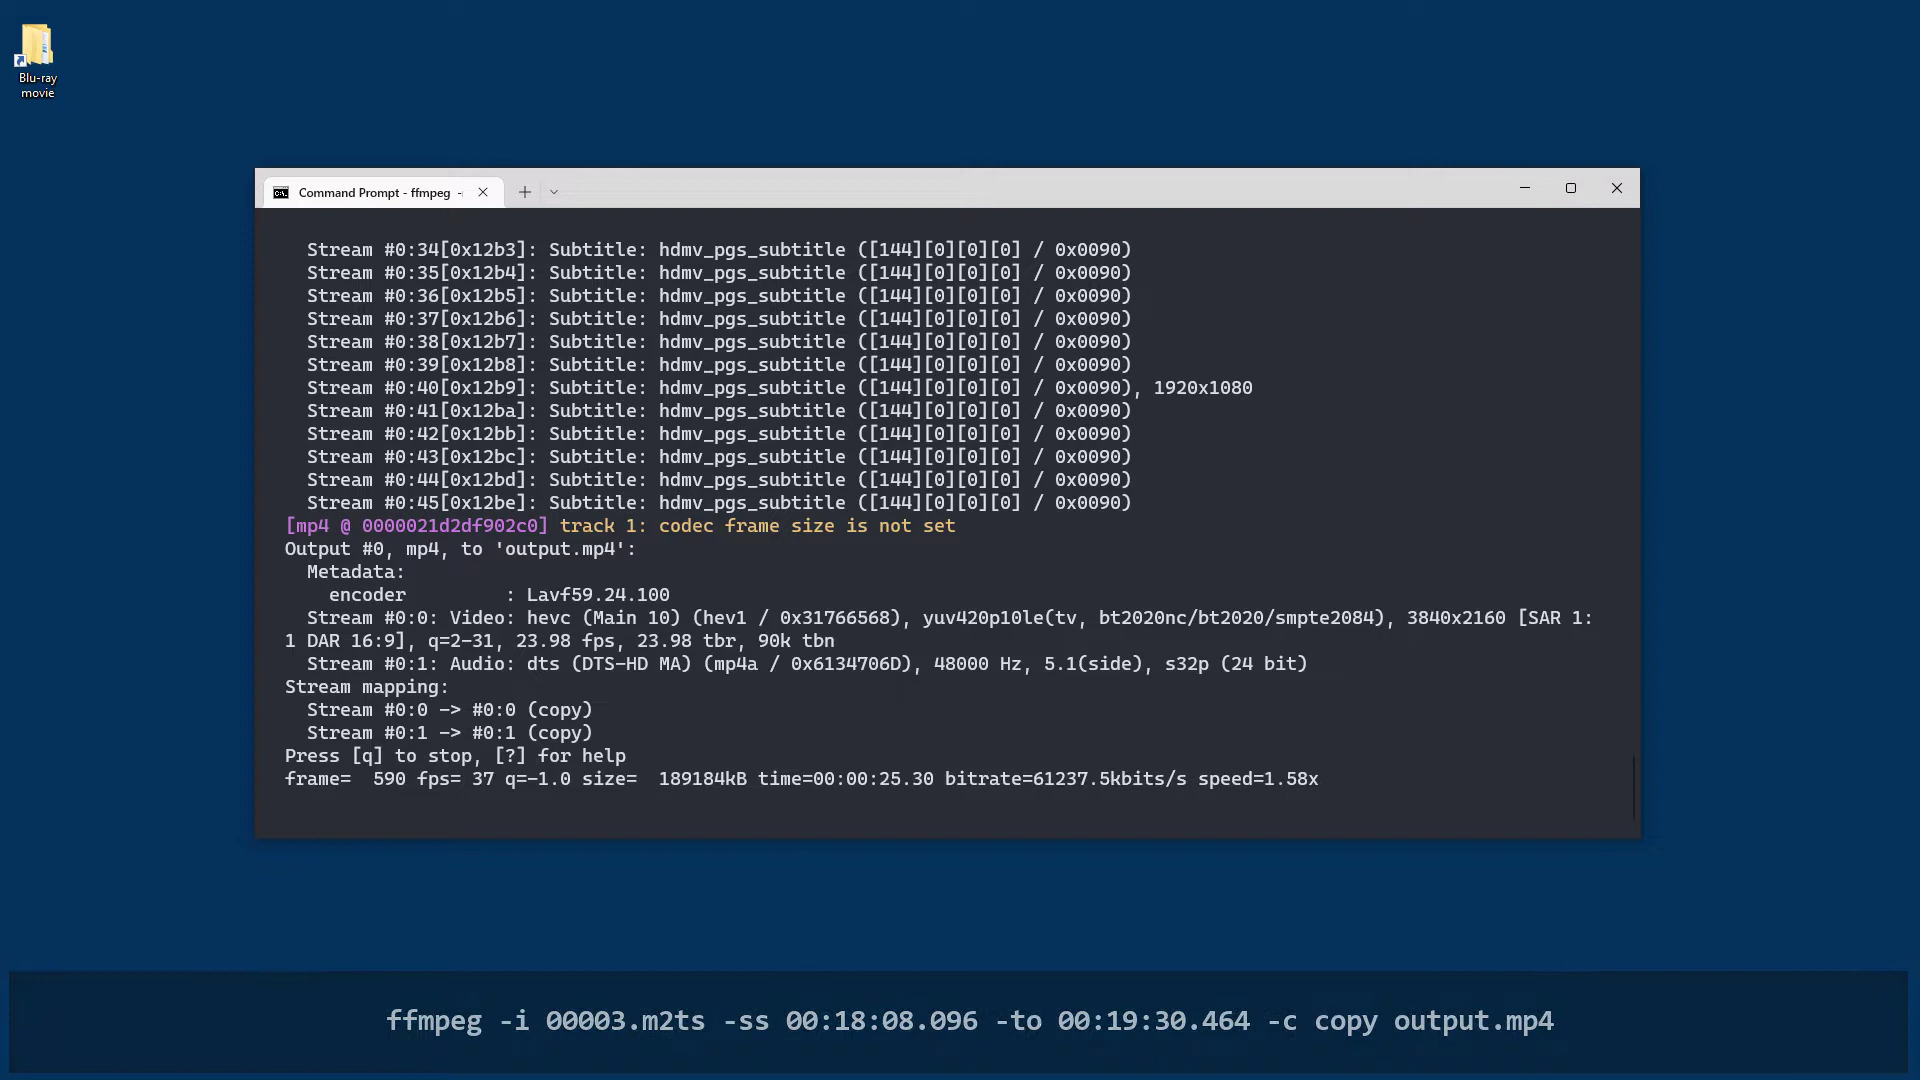 Blu-ray
movie
Command Prompt - ffmpeg -
Stream #0:34[0x12b3]: Subtitle: hdmv_pgs_subtitle ([144][0][0][0] / 0x0090)
Stream #0:35[0x12b4]: Subtitle: hdmv_pgs_subtitle ([144][0][0][0] / 0x0090)
Stream #0:36[0x12b5]: Subtitle: hdmv_pgs_subtitle ([144][0][0][0] / 0x0090)
Stream #0:37[0x12b6]: Subtitle: hdmv_pgs_subtitle ([144][0][0][0] / 0x0090)
Stream #0:38[0x12b7]: Subtitle: hdmv_pgs_subtitle ([144][0][0][0] / 0x0090)
Stream #0:39[0x12b8]: Subtitle: hdmv_pgs_subtitle ([144][0][0][0] / 0x0090)
Stream #0:40[0x12b9]: Subtitle: hdmv_pgs_subtitle ([144][0][0][0] / 0x0090), 1920x1080
Stream #0:41[0x12ba]: Subtitle: hdmv_pgs_subtitle ([144][0][0][0] / 0x0090)
Stream #0:42[0x12bb]: Subtitle: hdmv_pgs_subtitle ([144][0][0][0] / 0x0090)
Stream #0:43[0x12bc]: Subtitle: hdmv_pgs_subtitle ([144][0][0][0] / 0x0090)
Stream #0:44[0x12bd]: Subtitle: hdmv_pgs_subtitle ([144][0][0][0] / 0x0090)
Stream #0:45[0x12be]: Subtitle: hdmv_pgs_subtitle ([144][0][0][0] / 0x0090)
[mp4 @ 0000021d2df902c0] track 1: codec frame size is not set
Output #0, mp4, to 'output.mp4':
Metadata:
encoder : Lavf59.24.100
Stream #0:0: Video: hevc (Main 10) (hev1 / 0x31766568), yuv420p10le(tv, bt2020nc/bt2020/smpte2084), 3840x2160 [SAR 1:
1 DAR 16:9], q=2-31, 23.98 fps, 23.98 tbr, 90k tbn
Stream #0:1: Audio: dts (DTS-HD MA) (mp4a / 0x6134706D), 48000 Hz, 5.1(side), s32p (24 bit)
Stream mapping:
Stream #0:0 -> #0:0 (copy)
Stream #0:1 -> #0:1 (copy)
Press [q] to stop, [?] for help
frame= 590 fps= 37 q=-1.0 size= 189184kB time=00:00:25.30 bitrate=61237.5kbits/s speed=1.58x
ffmpeg -i 00003.m2ts -ss 00:18:08.096 -to 00:19:30.464 -c copy output.mp4